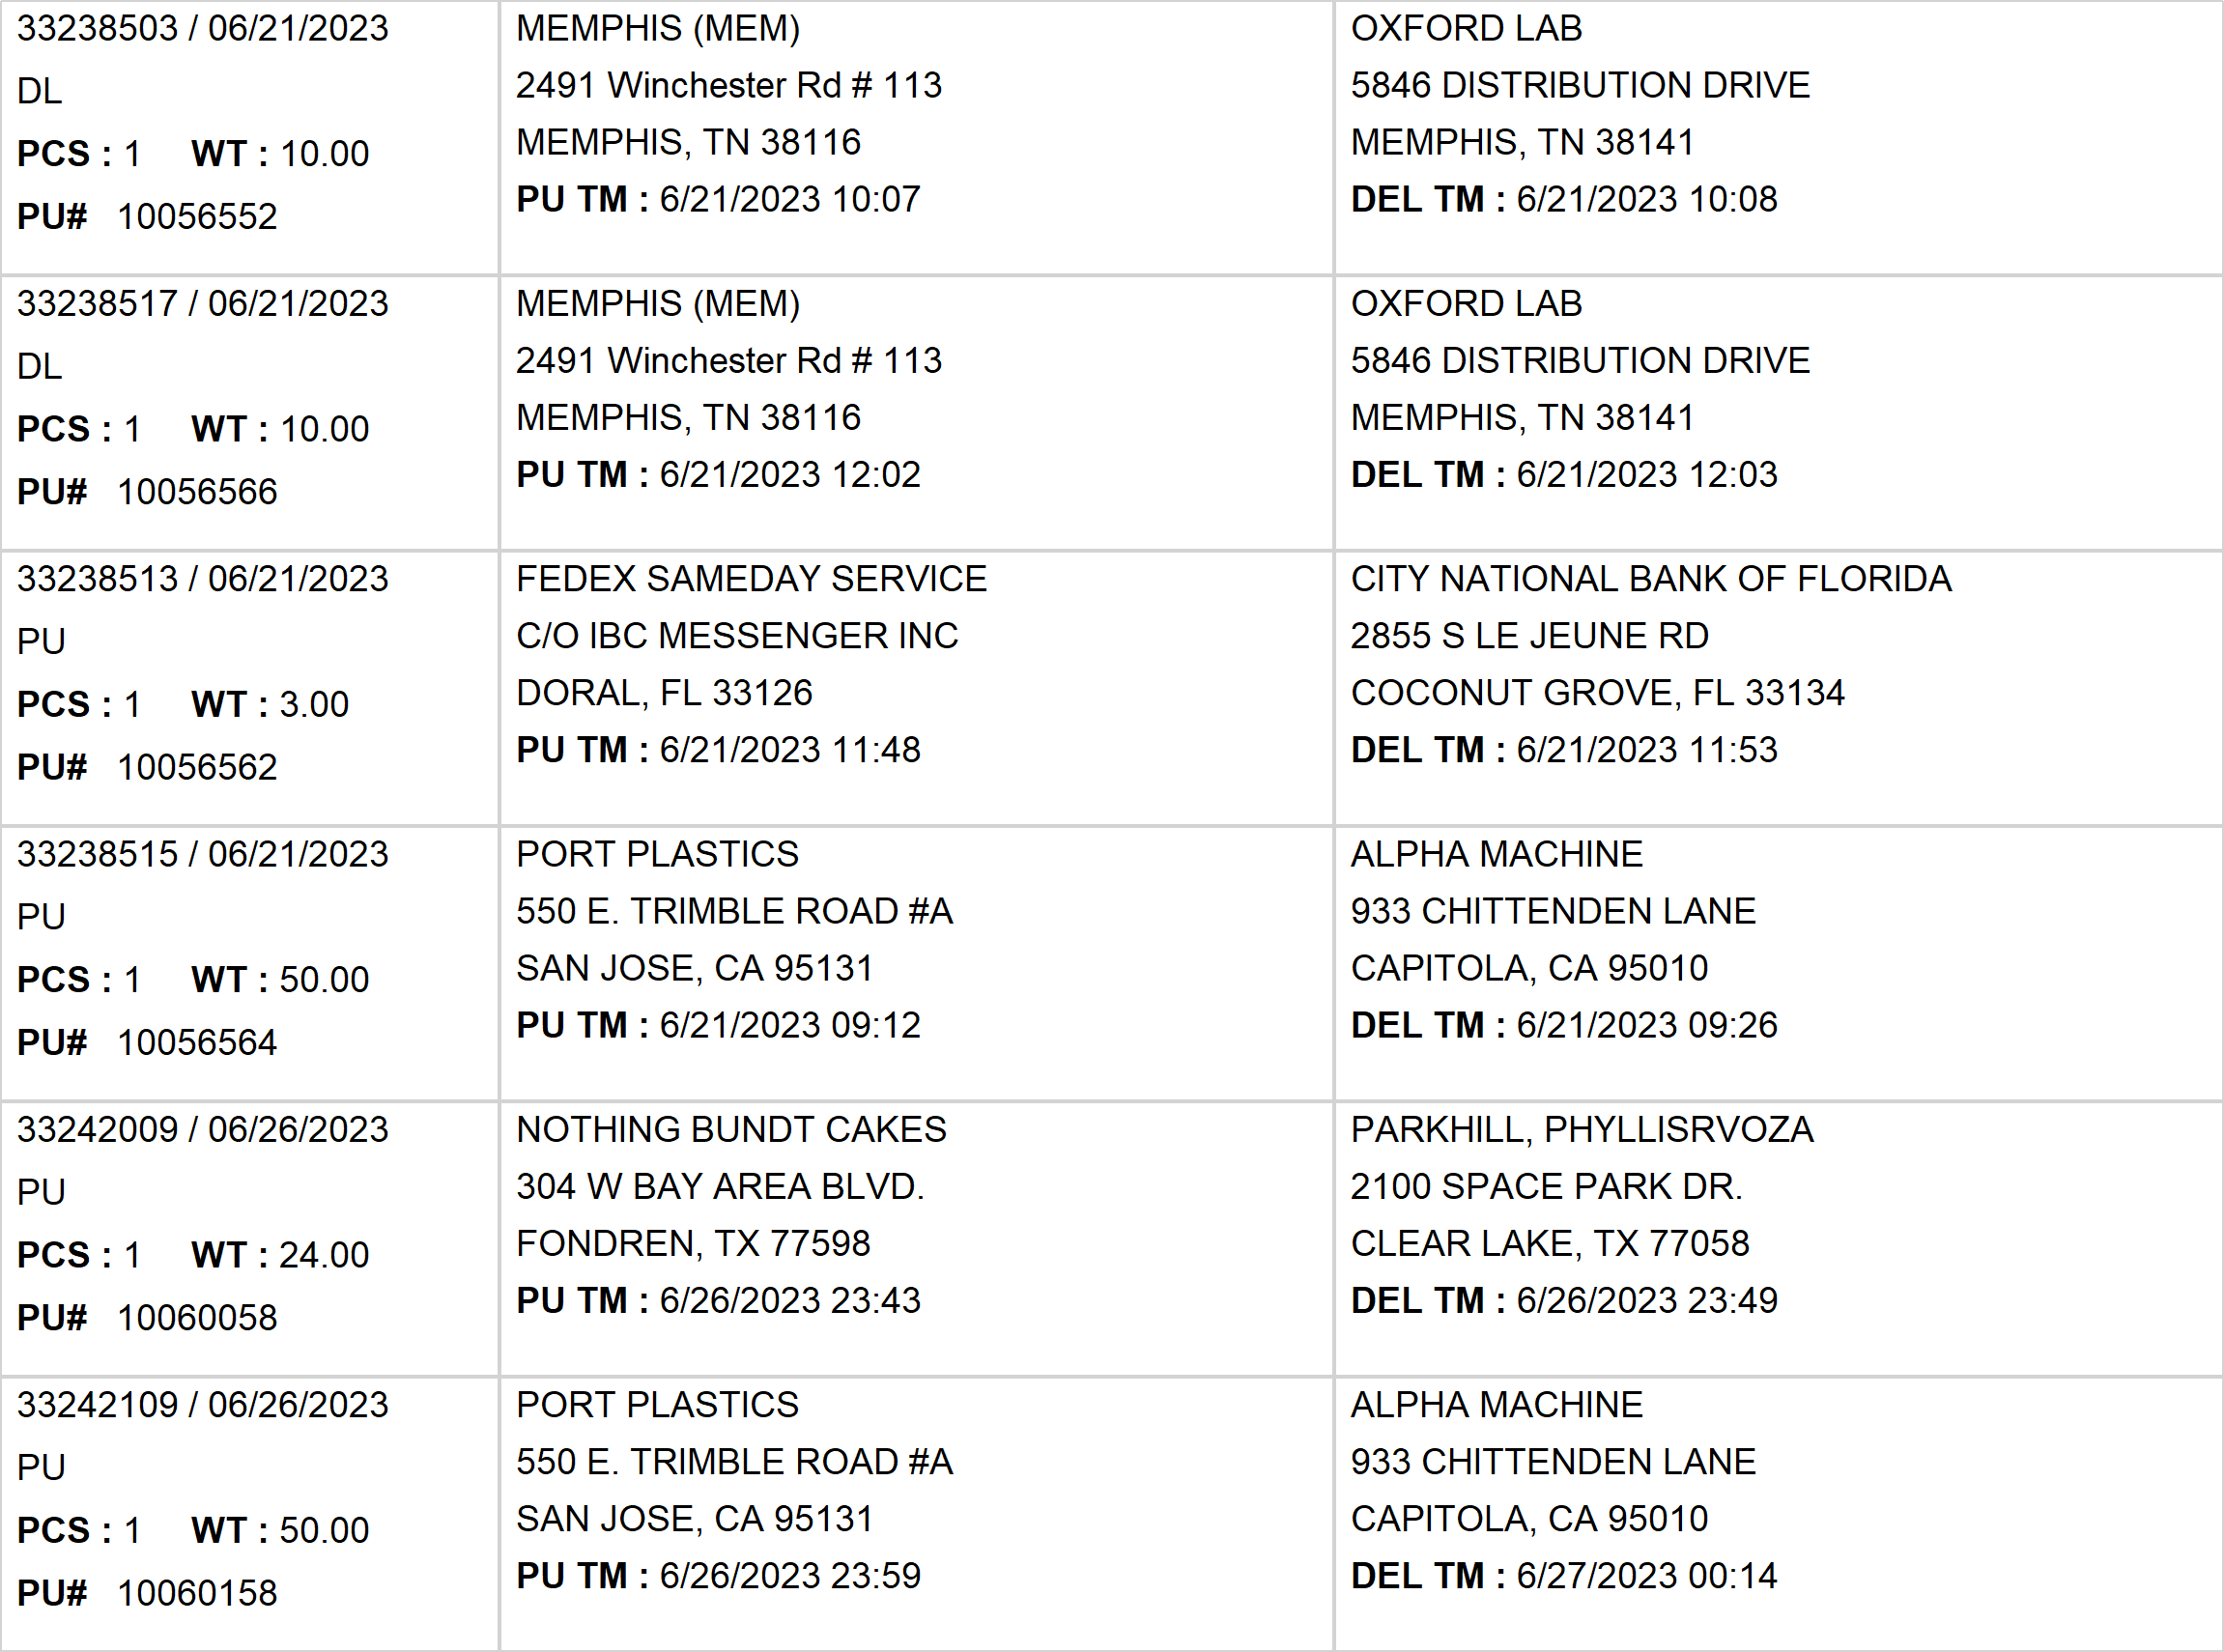 33238503 / 06/21/2023
DL
PCS : 1 WT : 10.00
PU# 10056552
MEMPHIS (MEM)
2491 Winchester Rd # 113
MEMPHIS, TN 38116
PU TM : 6/21/2023 10:07
OXFORD LAB
5846 DISTRIBUTION DRIVE
MEMPHIS, TN 38141
DEL TM : 6/21/2023 10:08
33238517 / 06/21/2023
DL
PCS : 1 WT : 10.00
PU# 10056566
MEMPHIS (MEM)
2491 Winchester Rd # 113
MEMPHIS, TN 38116
PU TM : 6/21/2023 12:02
OXFORD LAB
5846 DISTRIBUTION DRIVE
MEMPHIS, TN 38141
DEL TM : 6/21/2023 12:03
33238513 / 06/21/2023
PU
PCS : 1 WT : 3.00
PU# 10056562
FEDEX SAMEDAY SERVICE
C/O IBC MESSENGER INC
DORAL, FL 33126
PU TM : 6/21/2023 11:48
CITY NATIONAL BANK OF FLORIDA
2855 S LE JEUNE RD
COCONUT GROVE, FL 33134
DEL TM : 6/21/2023 11:53
33238515 / 06/21/2023
PU
PCS : 1 WT : 50.00
PU# 10056564
PORT PLASTICS
550 E. TRIMBLE ROAD #A
SAN JOSE, CA 95131
PU TM : 6/21/2023 09:12
ALPHA MACHINE
933 CHITTENDEN LANE
CAPITOLA, CA 95010
DEL TM : 6/21/2023 09:26
33242009 / 06/26/2023
PU
PCS : 1 WT : 24.00
PU# 10060058
NOTHING BUNDT CAKES
304 W BAY AREA BLVD.
FONDREN, TX 77598
PU TM : 6/26/2023 23:43
PARKHILL, PHYLLISRVOZA
2100 SPACE PARK DR.
CLEAR LAKE, TX 77058
DEL TM : 6/26/2023 23:49
33242109 / 06/26/2023
PU
PCS : 1 WT : 50.00
PU# 10060158
PORT PLASTICS
550 E. TRIMBLE ROAD #A
SAN JOSE, CA 95131
PU TM : 6/26/2023 23:59
ALPHA MACHINE
933 CHITTENDEN LANE
CAPITOLA, CA 95010
DEL TM : 6/27/2023 00:14